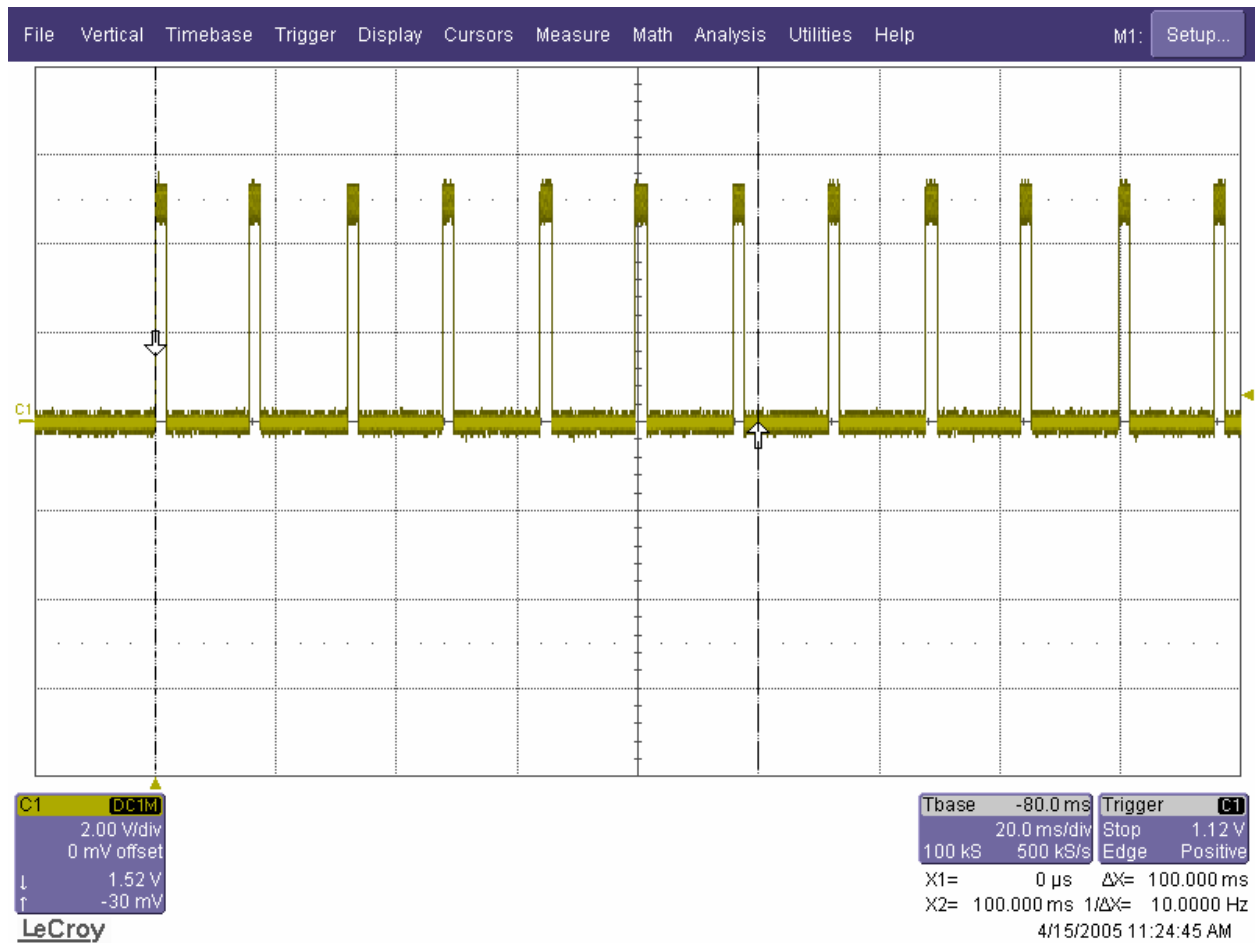 File Vertical Timebase Trigger Display Cursors Measure Math Analysis Utilities Help M1: Setup...
C1
C1 DC1M
2.00 V/div
0 mV offset
↓ 1.52 V
↑ -30 mV
LeCroy
Tbase -80.0 ms
20.0 ms/div
100 kS 500 kS/s
Trigger C1
Stop 1.12 V
Edge Positive
X1= 0 µs ΔX= 100.000 ms
X2= 100.000 ms 1/ΔX= 10.0000 Hz
4/15/2005 11:24:45 AM